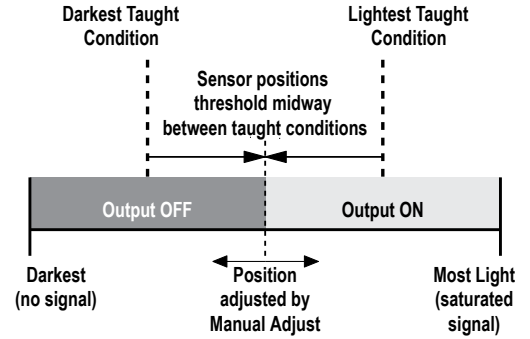 Darkest Taught
Condition
Lightest Taught
Condition
Sensor positions
threshold midway
between taught conditions
Output OFF
Output ON
Darkest
(no signal)
Position
adjusted by
Manual Adjust
Most Light
(saturated
signal)